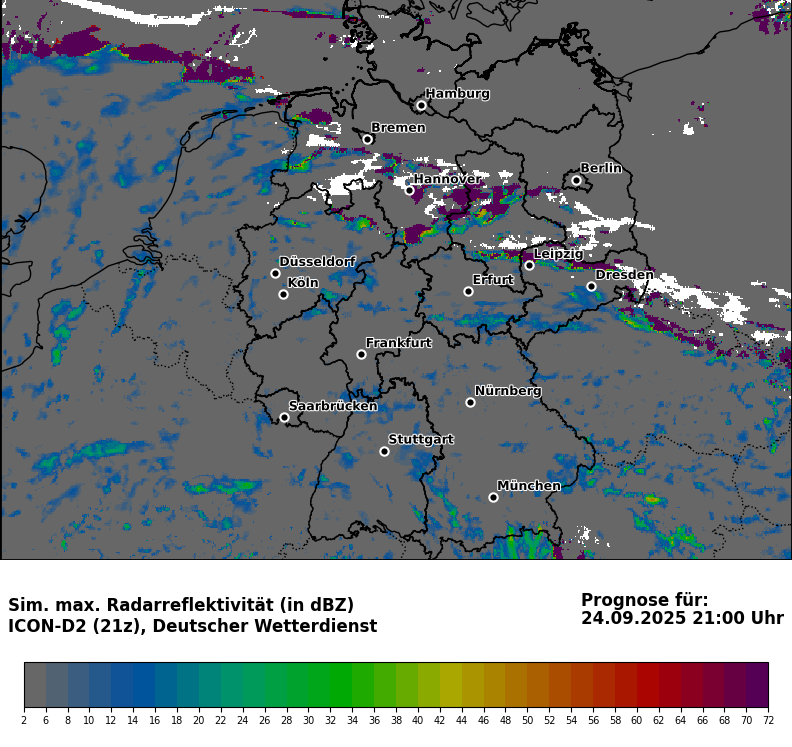 Hamburg
Bremen
Berlin
Hannover
Leipzig
Düsseldorf
Dresden
Köln
Erfurt
Frankfurt
Nürnberg
Saarbrücken
Stuttgart
München
Sim. max. Radarreflektivität (in dBZ)
ICON-D2 (21z), Deutscher Wetterdienst
Prognose für:
24.09.2025 21:00 Uhr
2 6 8 10 12 14 16 18 20 22 24 26 28 30 32 34 36 38 40 42 44 46 48 50 52 54 56 58 60 62 64 66 68 70 72